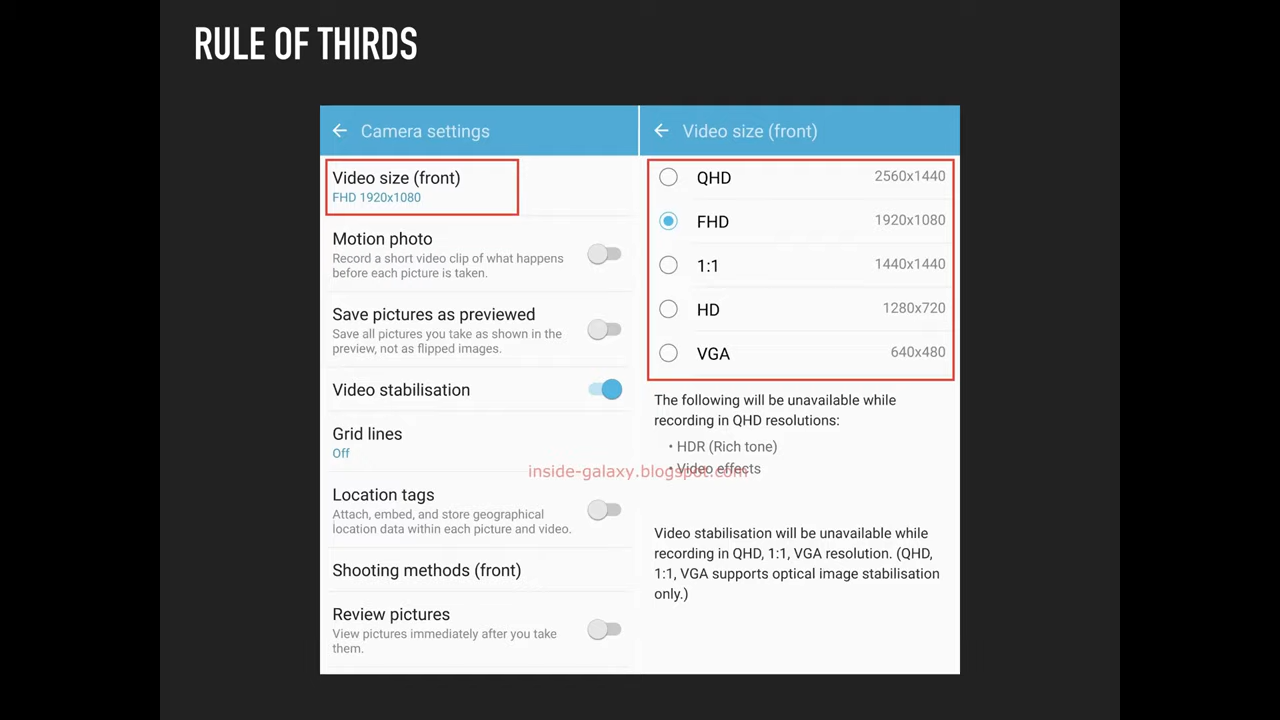 RULE OF THIRDS
Camera settings
Video size (front)
FHD 1920x1080
Motion photo
Record a short video clip of what happens
before each picture is taken.
Save pictures as previewed
Save all pictures you take as shown in the
preview, not as flipped images.
Video stabilisation
Grid lines
Off
Location tags
Attach, embed, and store geographical
location data within each picture and video.
Shooting methods (front)
Review pictures
View pictures immediately after you take
them.
Video size (front)
QHD 2560x1440
FHD 1920x1080
1:1 1440x1440
HD 1280x720
VGA 640x480
The following will be unavailable while
recording in QHD resolutions:
• HDR (Rich tone)
• Video effects
inside-galaxy.blogspot.com
Video stabilisation will be unavailable while
recording in QHD, 1:1, VGA resolution. (QHD,
1:1, VGA supports optical image stabilisation
only.)